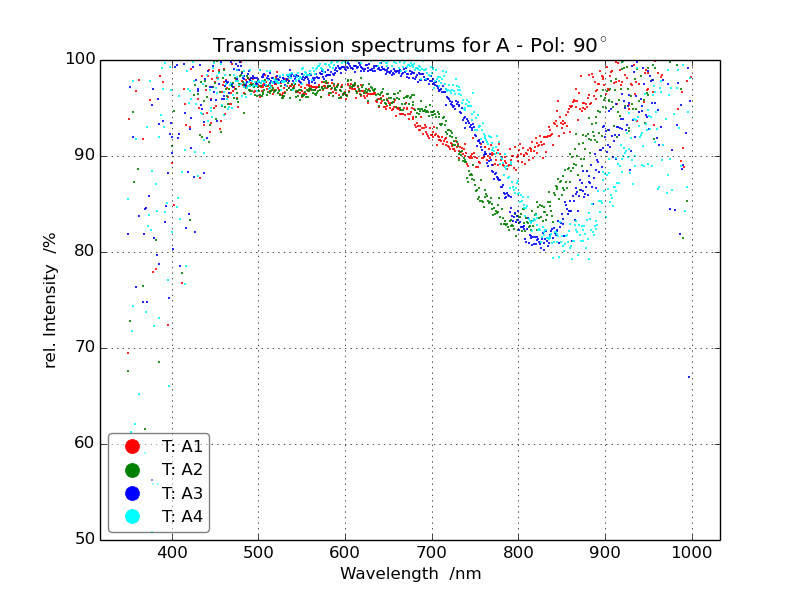 Transmission spectrums for A - Pol: 90°
100
90
80
70
60
50
rel. Intensity /%
T: A1
T: A2
T: A3
T: A4
400 500 600 700 800 900 1000
Wavelength /nm